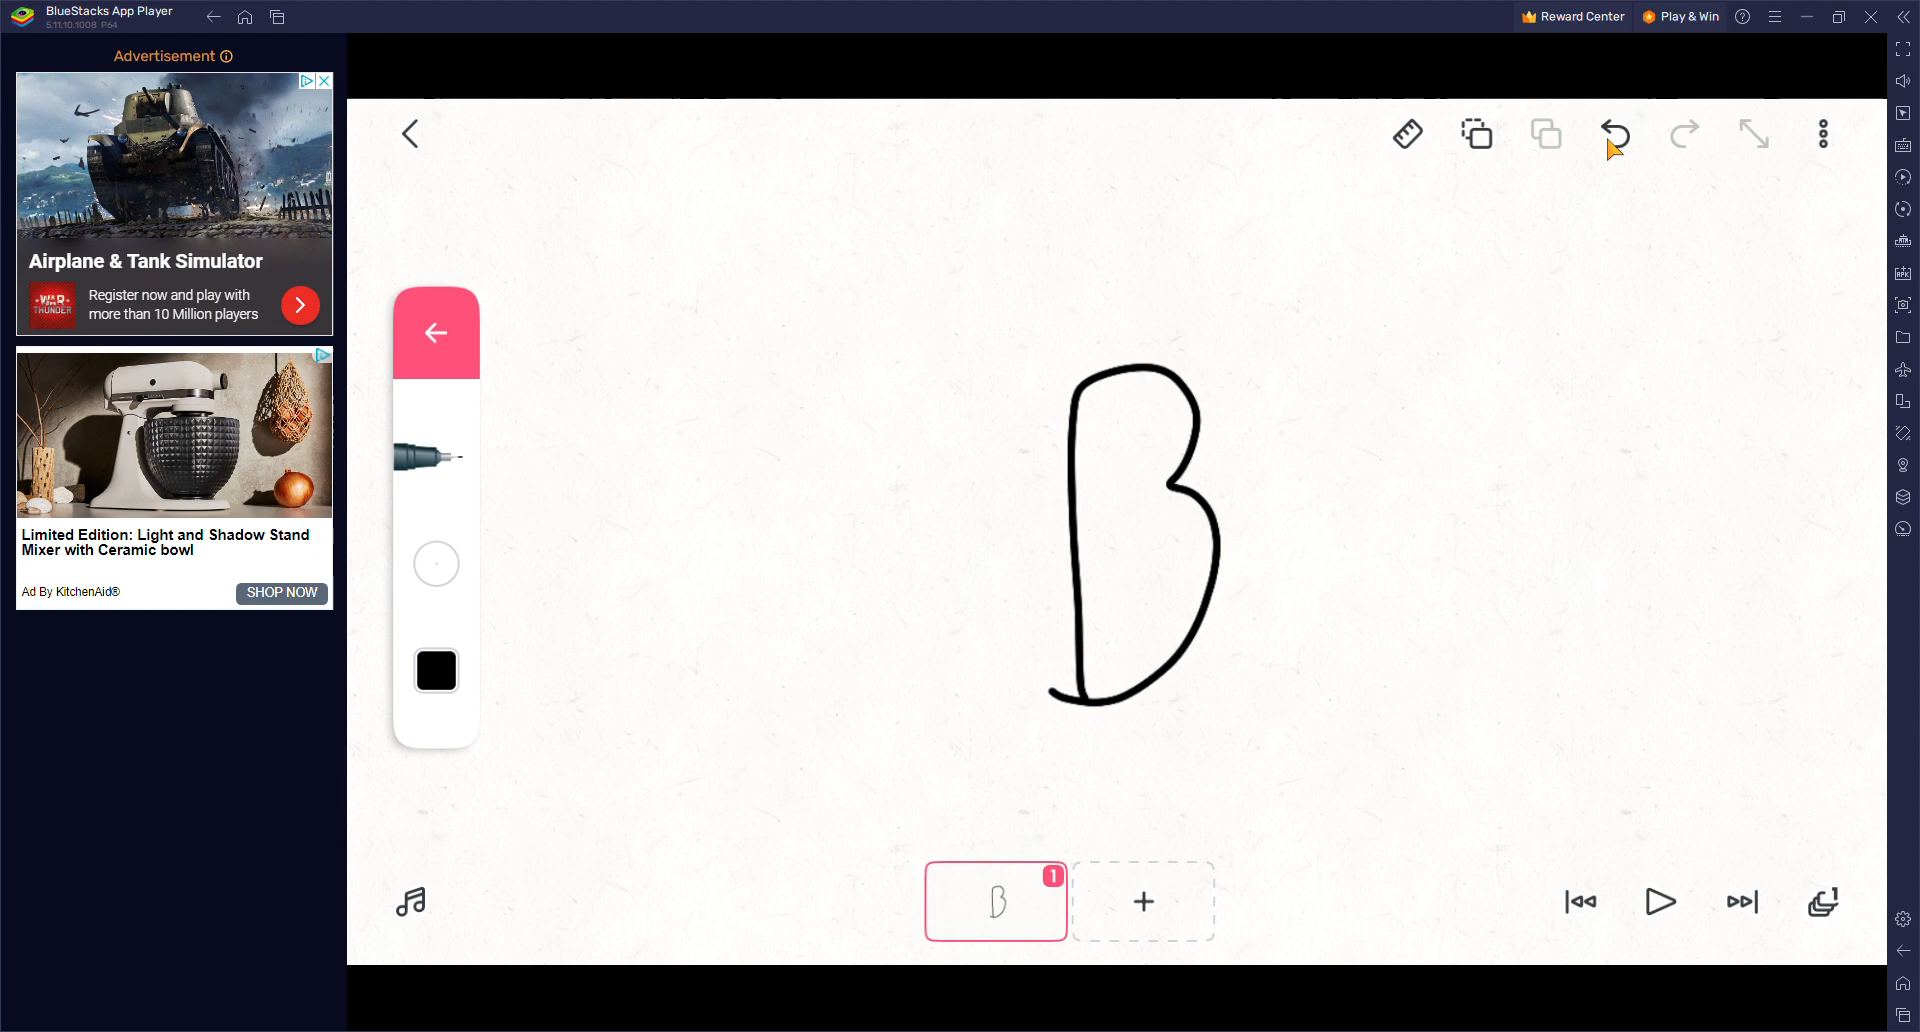 BlueStacks App Player
5.11.10.1008 P64
Reward Center
Play & Win
Advertisement
Airplane & Tank Simulator
WAR THUNDER
Register now and play with
more than 10 Million players
Limited Edition: Light and Shadow Stand
Mixer with Ceramic bowl
Ad By KitchenAid®
SHOP NOW
B
1
B
+
1
APK